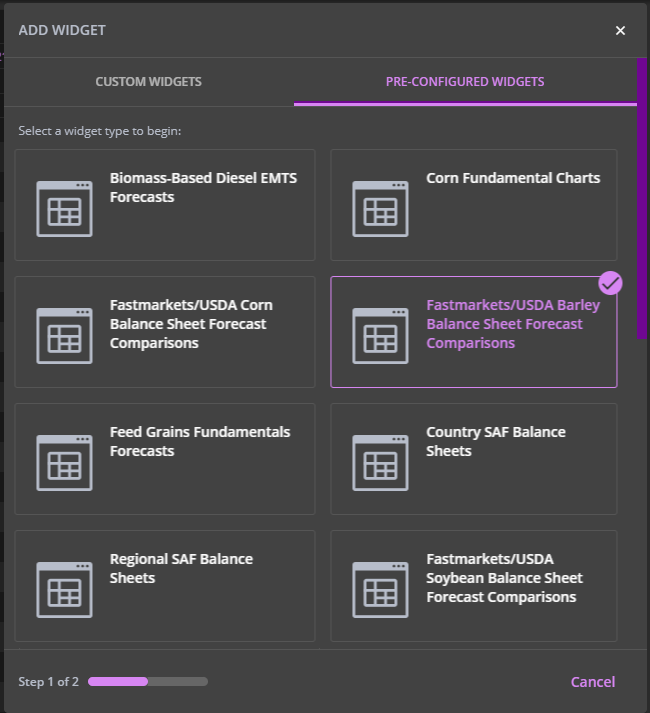 ADD WIDGET
CUSTOM WIDGETS
PRE-CONFIGURED WIDGETS
Select a widget type to begin:
Biomass-Based Diesel EMTS
Forecasts
Corn Fundamental Charts
Fastmarkets/USDA Corn
Balance Sheet Forecast
Comparisons
Fastmarkets/USDA Barley
Balance Sheet Forecast
Comparisons
Feed Grains Fundamentals
Forecasts
Country SAF Balance
Sheets
Regional SAF Balance
Sheets
Fastmarkets/USDA
Soybean Balance Sheet
Forecast Comparisons
Step 1 of 2
Cancel